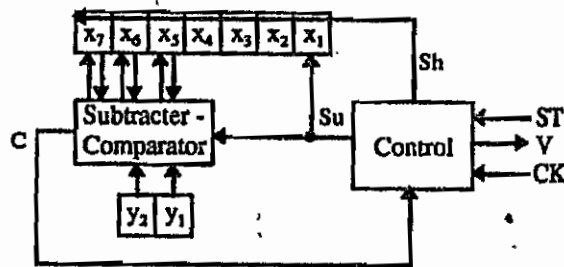 x7 x6 x5 x4 x3 x2 x1
Sh
Subtracter -
Comparator
C
Su
Control
ST
V
CK
y2 y1